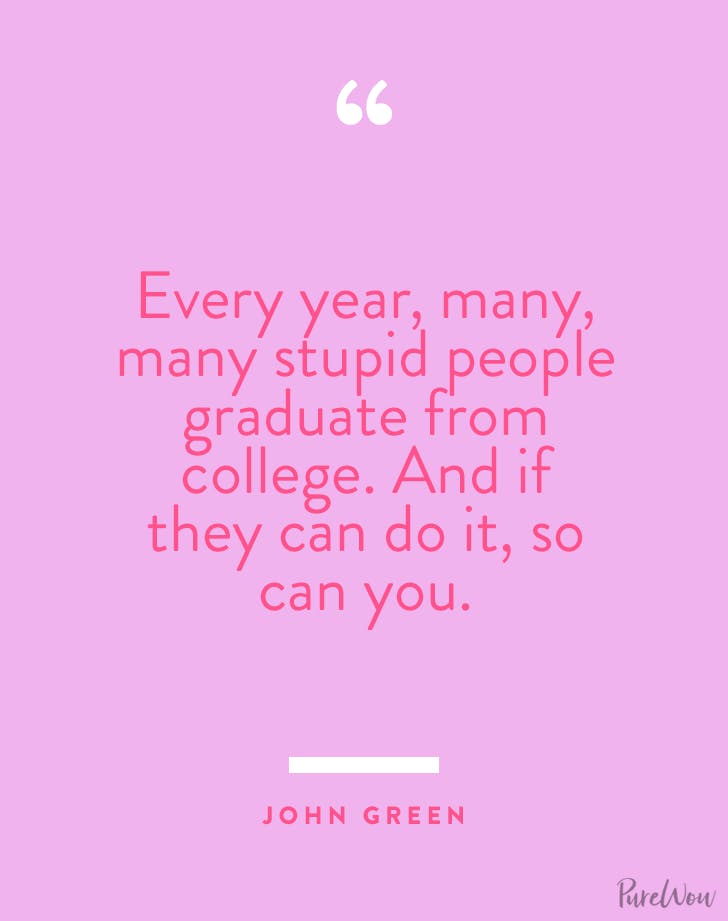 “
Every year, many,
many stupid people
graduate from
college. And if
they can do it, so
can you.
JOHN GREEN
PureWow